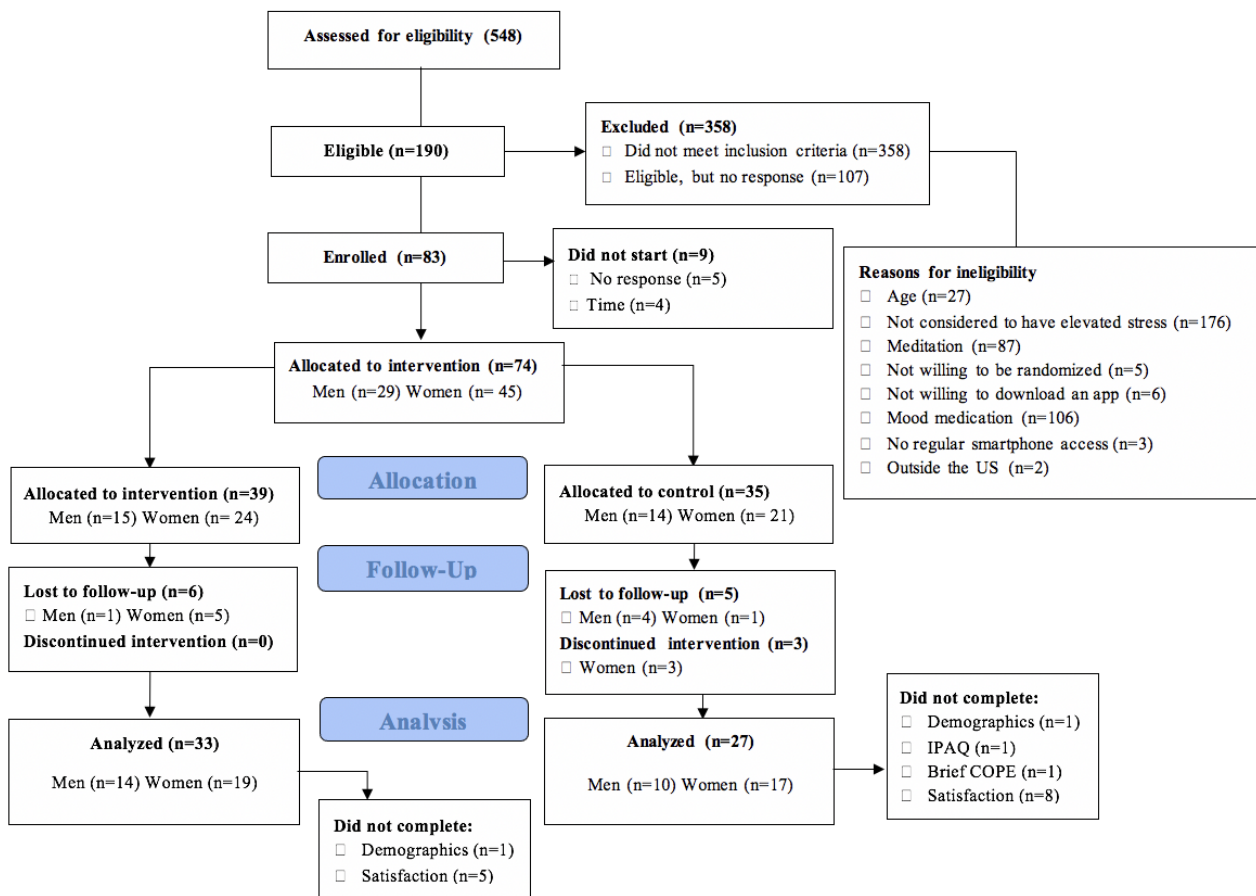 Assessed for eligibility (548)
Eligible (n=190)
Excluded (n=358)
□ Did not meet inclusion criteria (n=358)
□ Eligible, but no response (n=107)
Enrolled (n=83)
Did not start (n=9)
□ No response (n=5)
□ Time (n=4)
Reasons for ineligibility
□ Age (n=27)
□ Not considered to have elevated stress (n=176)
□ Meditation (n=87)
□ Not willing to be randomized (n=5)
□ Not willing to download an app (n=6)
□ Mood medication (n=106)
□ No regular smartphone access (n=3)
□ Outside the US (n=2)
Allocated to intervention (n=74)
Men (n=29) Women (n= 45)
Allocation
Allocated to intervention (n=39)
Men (n=15) Women (n= 24)
Allocated to control (n=35)
Men (n=14) Women (n= 21)
Follow-Up
Lost to follow-up (n=6)
□ Men (n=1) Women (n=5)
Discontinued intervention (n=0)
Lost to follow-up (n=5)
□ Men (n=4) Women (n=1)
Discontinued intervention (n=3)
□ Women (n=3)
Analysis
Analyzed (n=33)
Men (n=14) Women (n=19)
Analyzed (n=27)
Men (n=10) Women (n=17)
Did not complete:
□ Demographics (n=1)
□ Satisfaction (n=5)
Did not complete:
□ Demographics (n=1)
□ IPAQ (n=1)
□ Brief COPE (n=1)
□ Satisfaction (n=8)